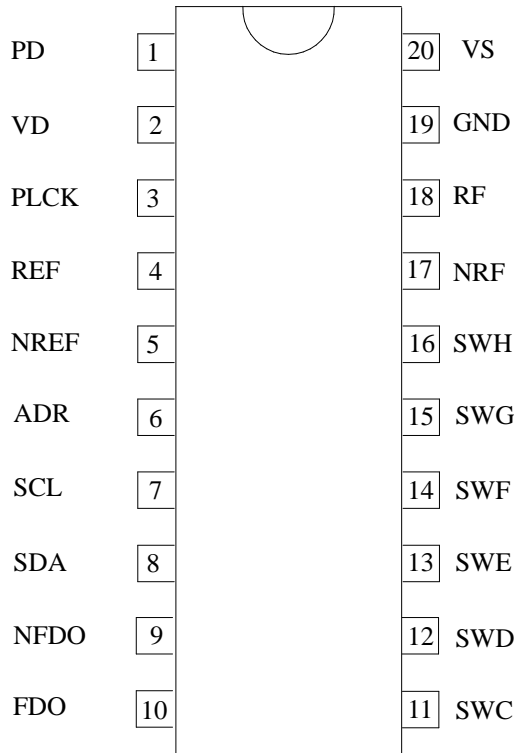 PD 1 20 VS
VD 2 19 GND
PLCK 3 18 RF
REF 4 17 NRF
NREF 5 16 SWH
ADR 6 15 SWG
SCL 7 14 SWF
SDA 8 13 SWE
NFDO 9 12 SWD
FDO 10 11 SWC